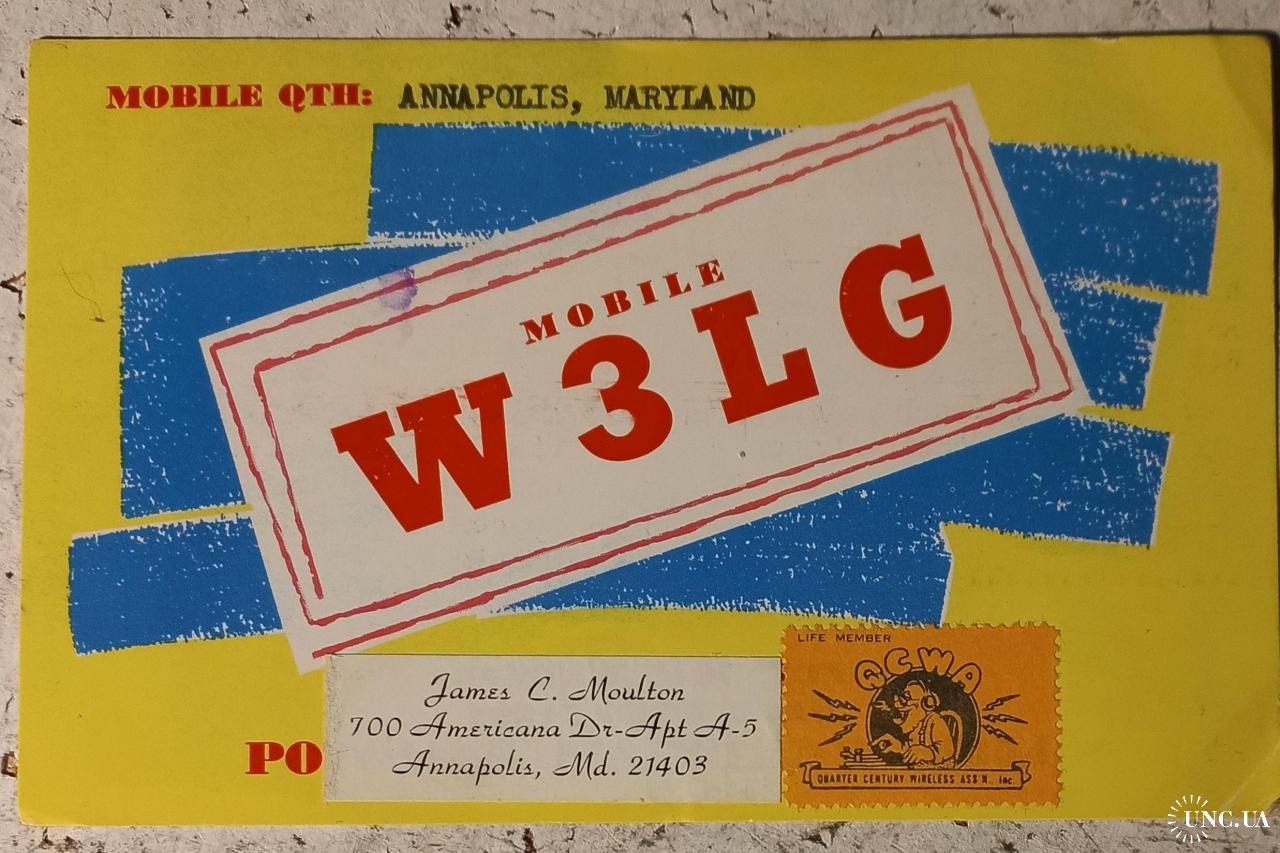 MOBILE QTH: ANNAPOLIS, MARYLAND
MOBILE
W3LG
LIFE MEMBER
QCWA
James C. Moulton
700 Americana Dr-Apt A-5
Annapolis, Md. 21403
PO
QUARTER CENTURY WIRELESS ASS'N., Inc.
UNC.UA